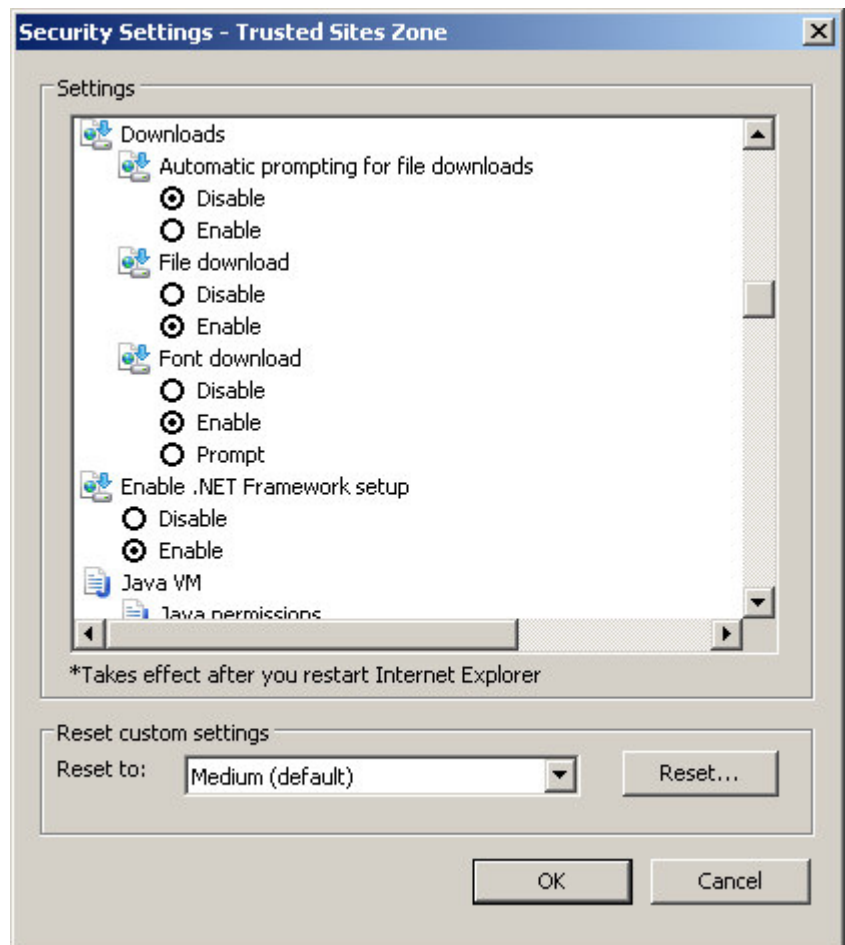 Security Settings - Trusted Sites Zone
Settings
Downloads
Automatic prompting for file downloads
Disable
Enable
File download
Disable
Enable
Font download
Disable
Enable
Prompt
Enable .NET Framework setup
Disable
Enable
Java VM
Java permissions
*Takes effect after you restart Internet Explorer
Reset custom settings
Reset to:
Medium (default)
Reset...
OK
Cancel